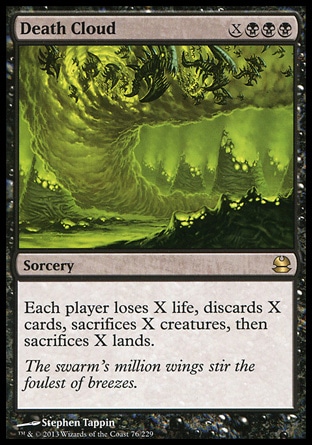 Death Cloud X
Sorcery
Each player loses X life, discards X
cards, sacrifices X creatures, then
sacrifices X lands.
The swarm's million wings stir the
foulest of breezes.
Stephen Tappin
™ & © 2013 Wizards of the Coast 76/229